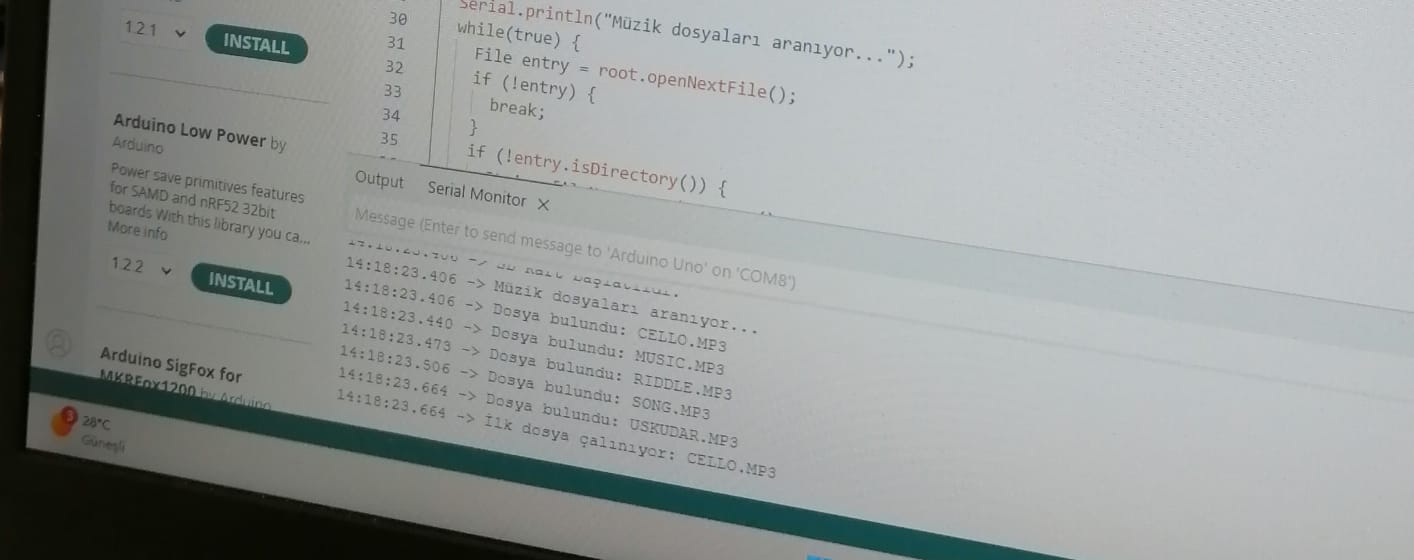 1.2.1
INSTALL
Arduino Low Power by
Arduino
Power save primitives features
for SAMD and nRF52 32bit
boards With this library you ca...
More info
1.2.2
INSTALL
Arduino SigFox for
MKRFox1200 by Arduino
3
28°C
Güneşli
30
31
32
33
34
35
Serial.println("Müzik dosyaları aranıyor...");
while(true) {
File entry = root.openNextFile();
if (!entry) {
break;
}
if (!entry.isDirectory()) {
Output
Serial Monitor ×
Message (Enter to send message to 'Arduino Uno' on 'COM8')
14:18:23.406 -> Müzik dosyaları aranıyor...
14:18:23.406 -> Dosya bulundu: CELLO.MP3
14:18:23.440 -> Dosya bulundu: MUSIC.MP3
14:18:23.473 -> Dosya bulundu: RIDDLE.MP3
14:18:23.506 -> Dosya bulundu: SONG.MP3
14:18:23.664 -> Dosya bulundu: USKUDAR.MP3
14:18:23.664 -> İlk dosya çalınıyor: CELLO.MP3